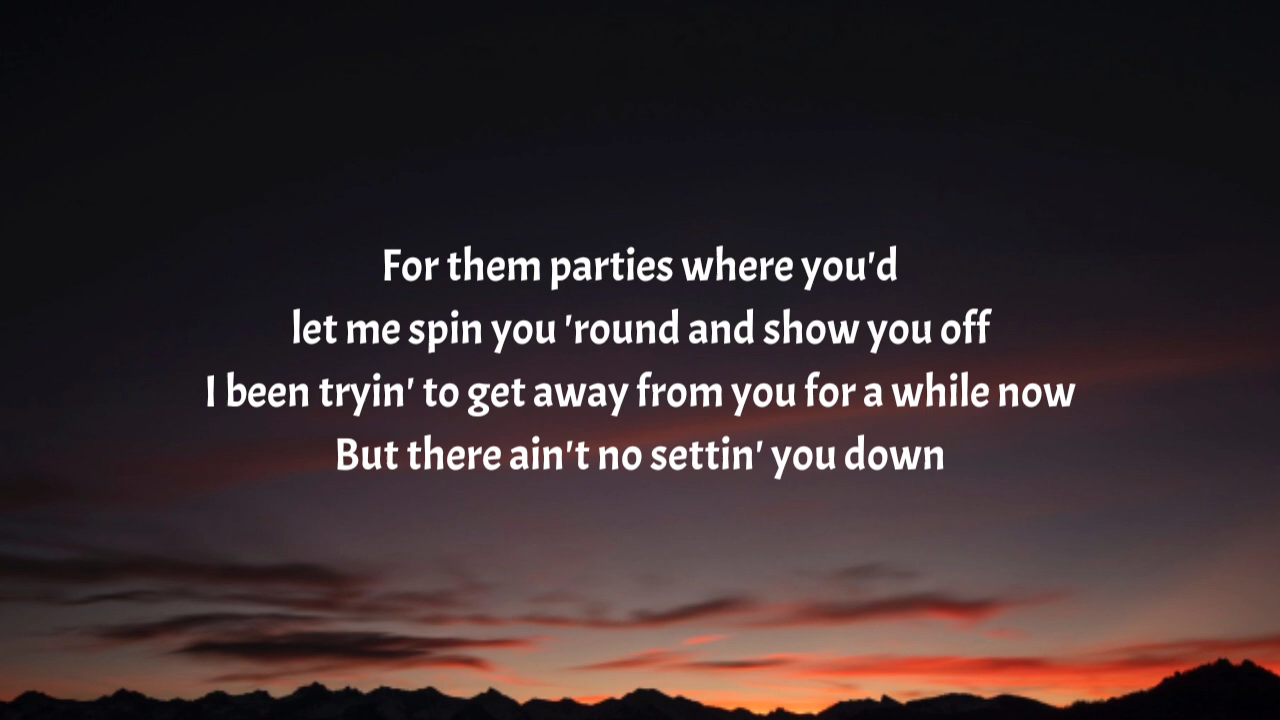 For them parties where you'd
let me spin you 'round and show you off
I been tryin' to get away from you for a while now
But there ain't no settin' you down